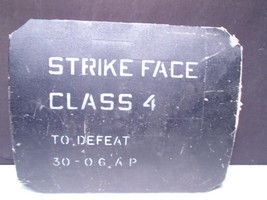 STRIKE FACE
CLASS 4
TO DEFEAT
30-06 AP